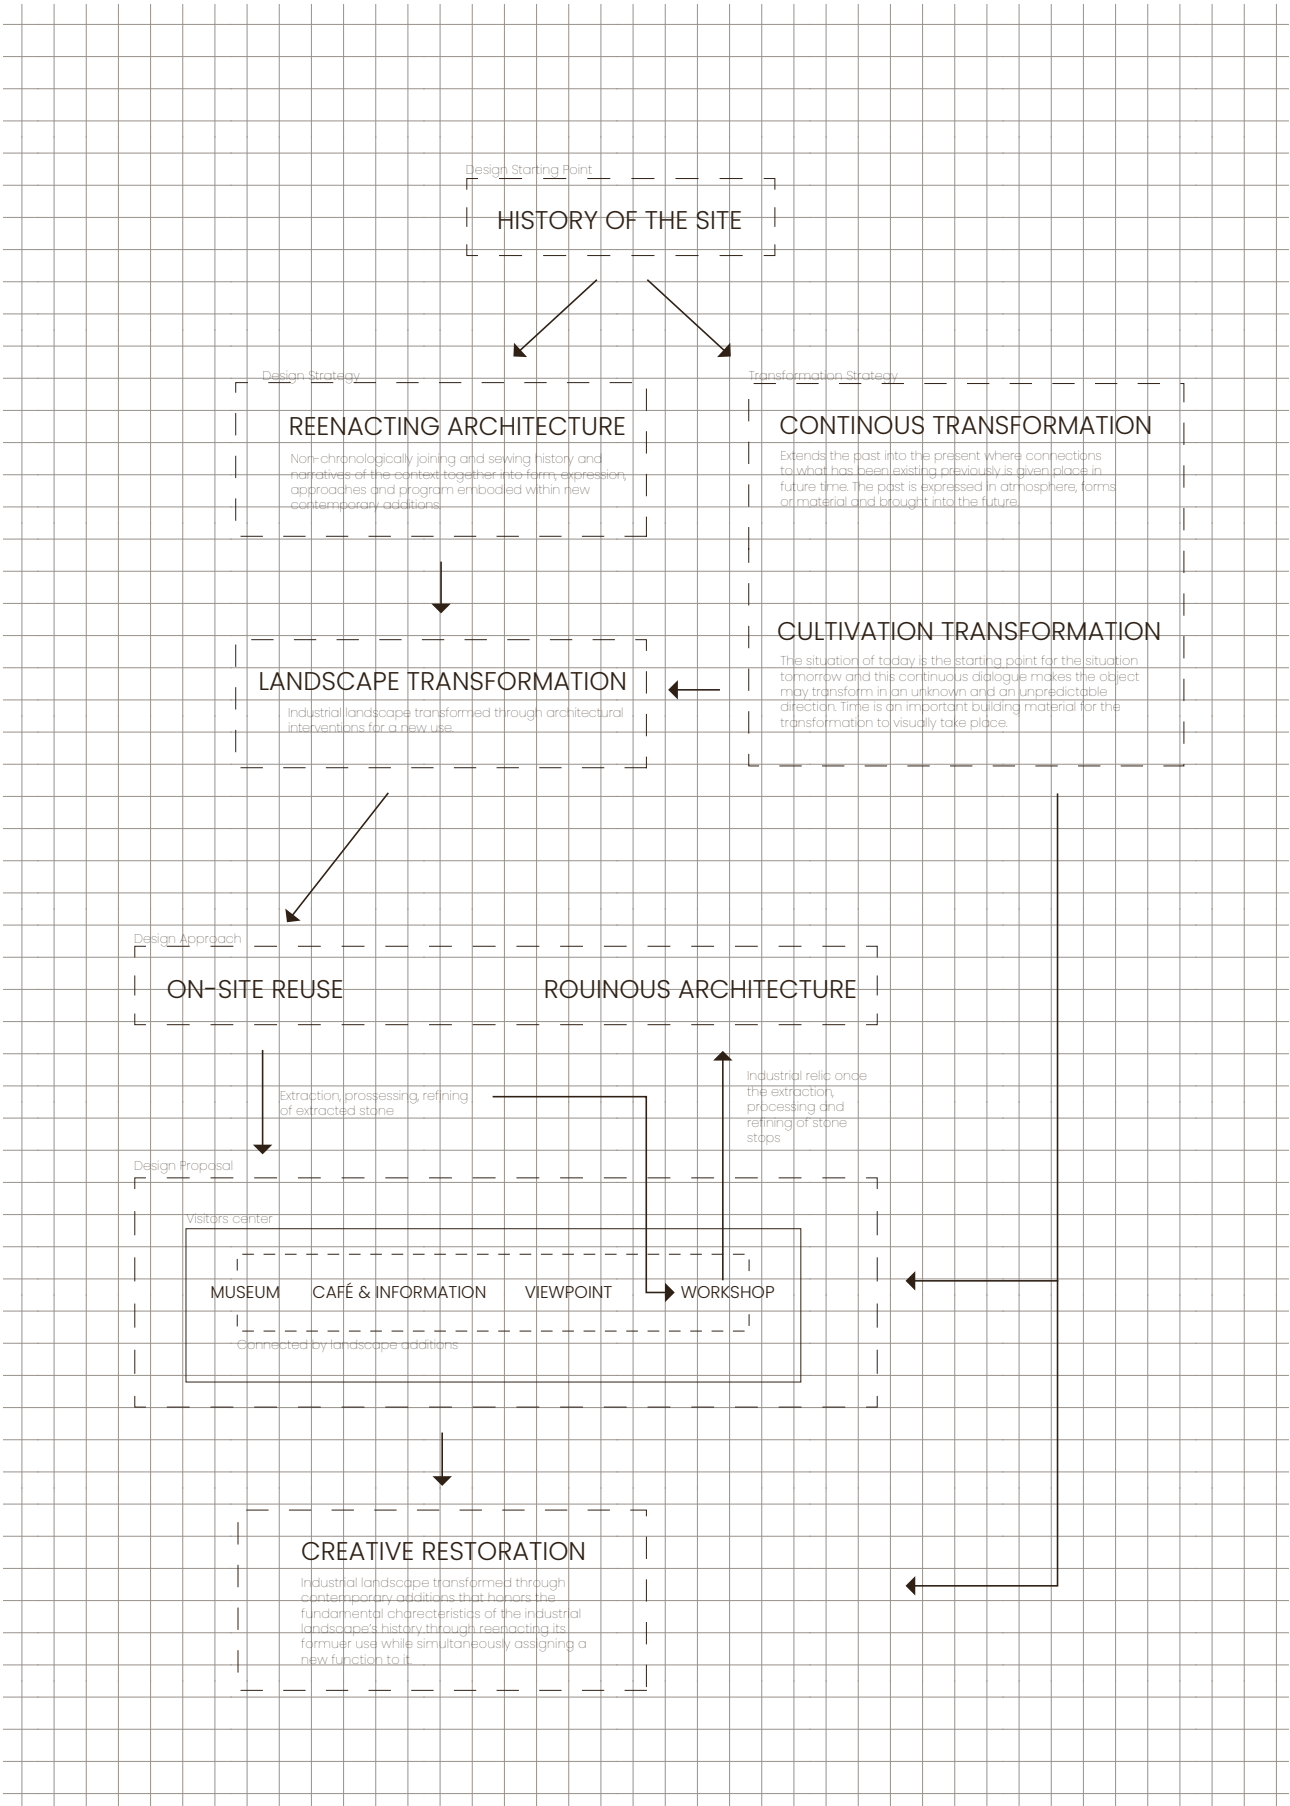 Design Starting Point
HISTORY OF THE SITE
Design Strategy
REENACTING ARCHITECTURE
Non-chronologically joining and sewing history and
narratives of the context together into form, expression,
approaches and program embodied within new
contemporary additions.
Transformation Strategy
CONTINOUS TRANSFORMATION
Extends the past into the present where connections
to what has been existing previously is given place in
future time. The past is expressed in atmosphere, forms
or material and brought into the future.
CULTIVATION TRANSFORMATION
The situation of today is the starting point for the situation
tomorrow and this continuous dialogue makes the object
may transform in an unknown and an unpredictable
direction. Time is an important building material for the
transformation to visually take place.
LANDSCAPE TRANSFORMATION
Industrial landscape transformed through architectural
interventions for a new use.
Design Approach
ON-SITE REUSE
ROUINOUS ARCHITECTURE
Extraction, prossessing, refining
of extracted stone
Industrial relic once
the extraction,
processing and
refining of stone
stops
Design Proposal
Visitors center
MUSEUM
CAFÉ & INFORMATION
VIEWPOINT
WORKSHOP
Connected by landscape additions
CREATIVE RESTORATION
Industrial landscape transformed through
contemporary additions that honors the
fundamental charecteristics of the industrial
landscape's history through reenacting its
formuer use while simultaneously assigning a
new function to it.